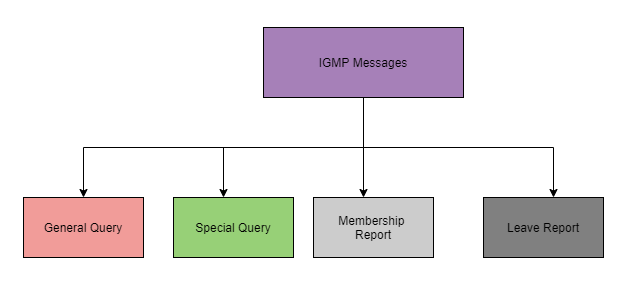 IGMP Messages
General Query
Special Query
Membership
Report
Leave Report